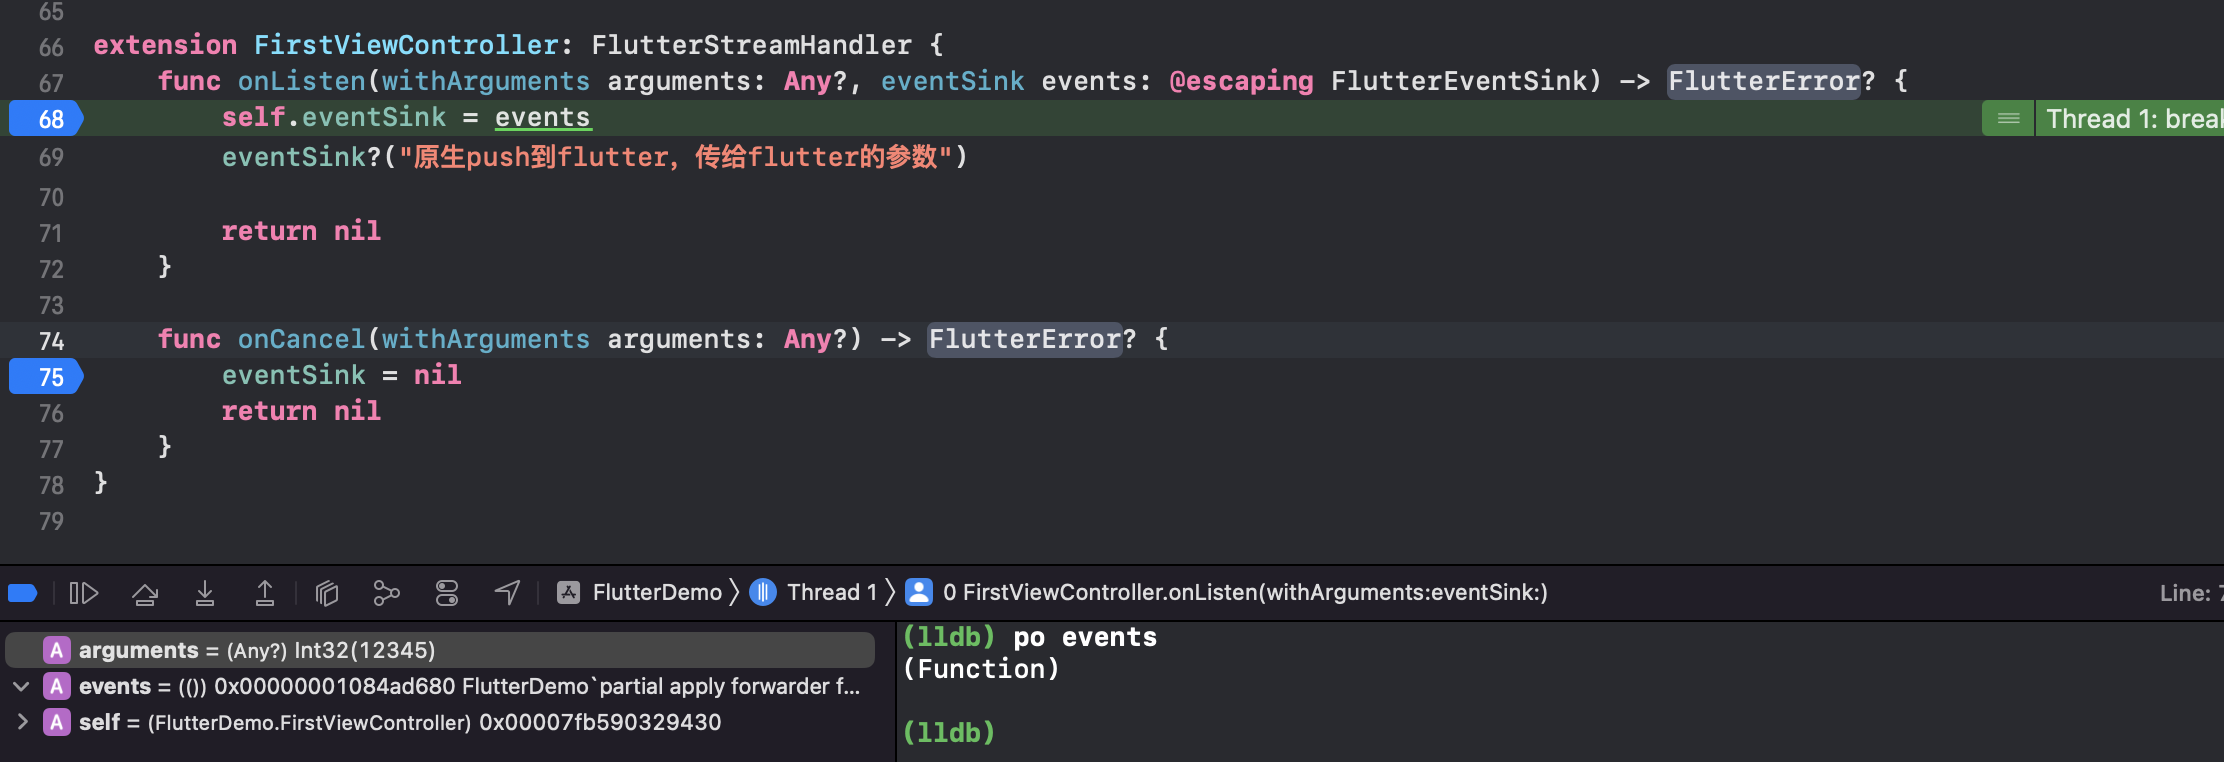 65
66 extension FirstViewController: FlutterStreamHandler {
67 func onListen(withArguments arguments: Any?, eventSink events: @escaping FlutterEventSink) -> FlutterError? {
68 self.eventSink = events
Thread 1: break
69 eventSink?("原生push到flutter, 传给flutter的参数")
70
71 return nil
72 }
73
74 func onCancel(withArguments arguments: Any?) -> FlutterError? {
75 eventSink = nil
76 return nil
77 }
78 }
79
FlutterDemo 〉 Thread 1 〉 0 FirstViewController.onListen(withArguments:eventSink:)
Line: 7
A arguments = (Any?) Int32(12345)
A events = (()) 0x00000001084ad680 FlutterDemo`partial apply forwarder f...
A self = (FlutterDemo.FirstViewController) 0x00007fb590329430
(lldb) po events
(Function)
(lldb)